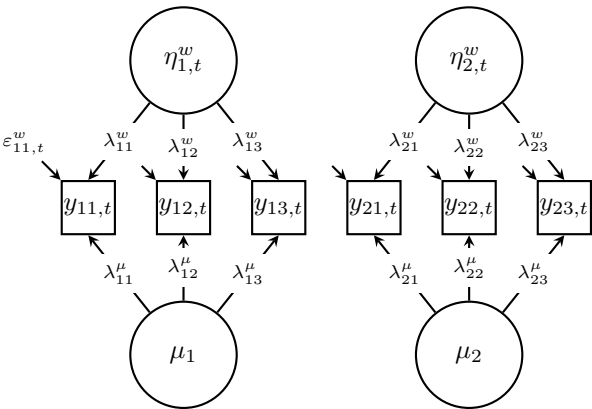 η^w_{1,t} η^w_{2,t}
ε^w_{11,t} λ^w_{11} λ^w_{12} λ^w_{13} λ^w_{21} λ^w_{22} λ^w_{23}
y_{11,t} y_{12,t} y_{13,t} y_{21,t} y_{22,t} y_{23,t}
λ^μ_{11} λ^μ_{12} λ^μ_{13} λ^μ_{21} λ^μ_{22} λ^μ_{23}
μ_1 μ_2